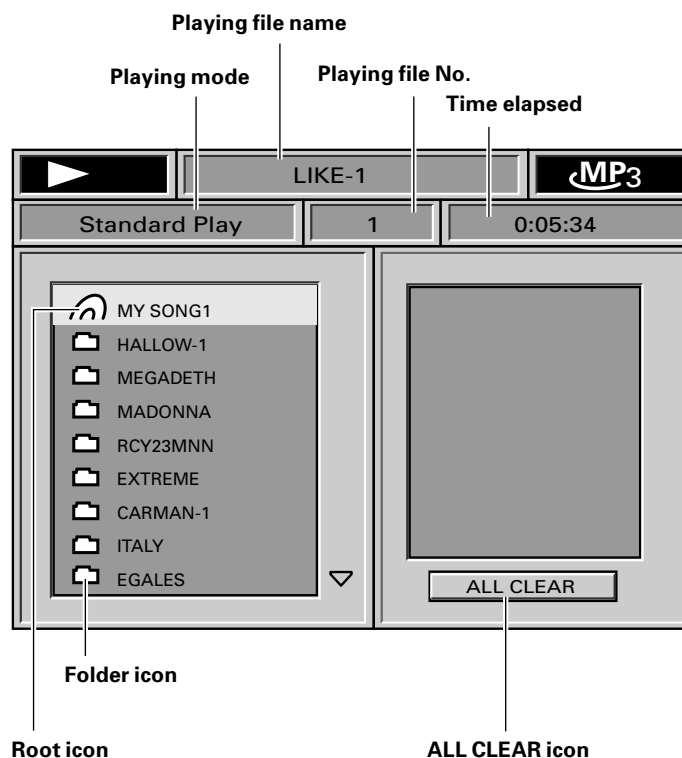 Playing file name
Playing mode
Playing file No.
Time elapsed
LIKE-1
MP3
Standard Play
1
0:05:34
MY SONG1
HALLOW-1
MEGADETH
MADONNA
RCY23MNN
EXTREME
CARMAN-1
ITALY
EGALES
ALL CLEAR
Folder icon
Root icon
ALL CLEAR icon